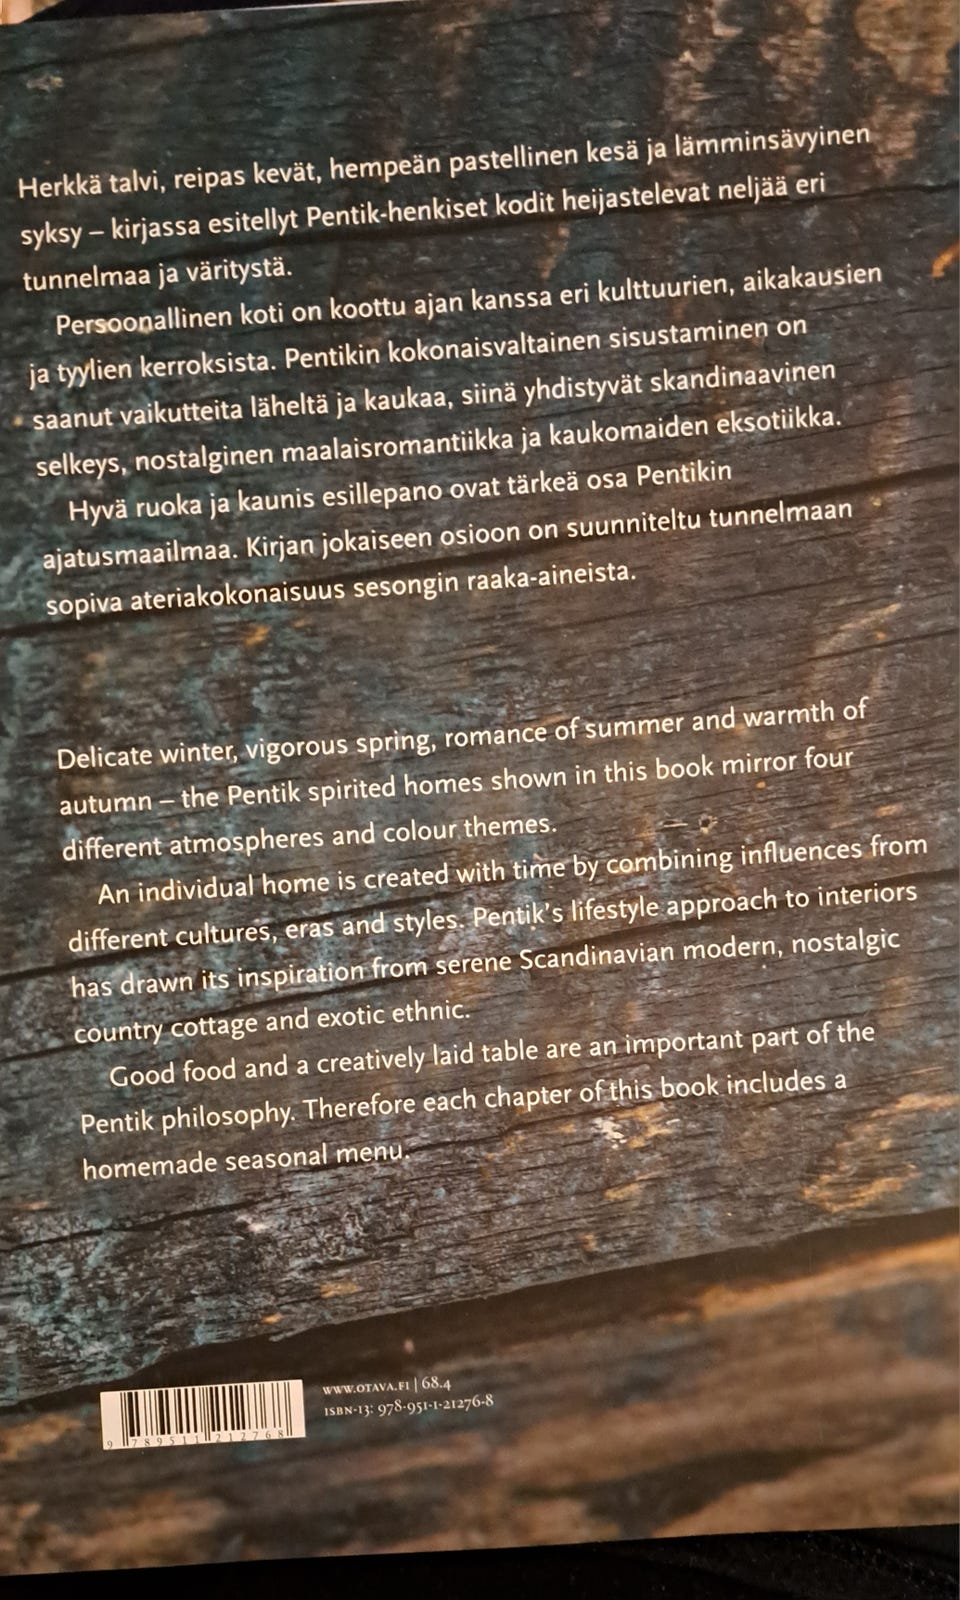 Herkkä talvi, reipas kevät, hempeän pastellinen kesä ja lämminsävyinen
syksy – kirjassa esitellyt Pentik-henkiset kodit heijastelevat neljää eri
tunnelmaa ja väritystä.
Persoonallinen koti on koottu ajan kanssa eri kulttuurien, aikakausien
ja tyylien kerroksista. Pentikin kokonaisvaltainen sisustaminen on
saanut vaikutteita läheltä ja kaukaa, siinä yhdistyvät skandinaavinen
selkeys, nostalginen maalaisromantiikka ja kaukomaiden eksotiikka.
Hyvä ruoka ja kaunis esillepano ovat tärkeä osa Pentikin
ajatusmaailmaa. Kirjan jokaiseen osioon on suunniteltu tunnelmaan
sopiva ateriakokonaisuus sesongin raaka-aineista.
Delicate winter, vigorous spring, romance of summer and warmth of
autumn – the Pentik spirited homes shown in this book mirror four
different atmospheres and colour themes.
An individual home is created with time by combining influences from
different cultures, eras and styles. Pentik's lifestyle approach to interiors
has drawn its inspiration from serene Scandinavian modern, nostalgic
country cottage and exotic ethnic.
Good food and a creatively laid table are an important part of the
Pentik philosophy. Therefore each chapter of this book includes a
homemade seasonal menu.
WWW.OTAVA.FI | 68.4
ISBN-13: 978-951-1-21276-8
9 789511 212768